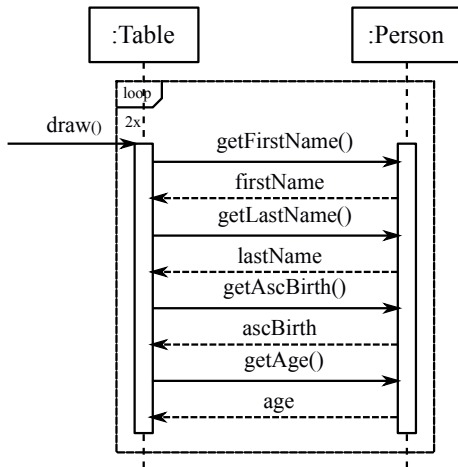 :Table
:Person
loop
2x
draw()
getFirstName()
firstName
getLastName()
lastName
getAscBirth()
ascBirth
getAge()
age